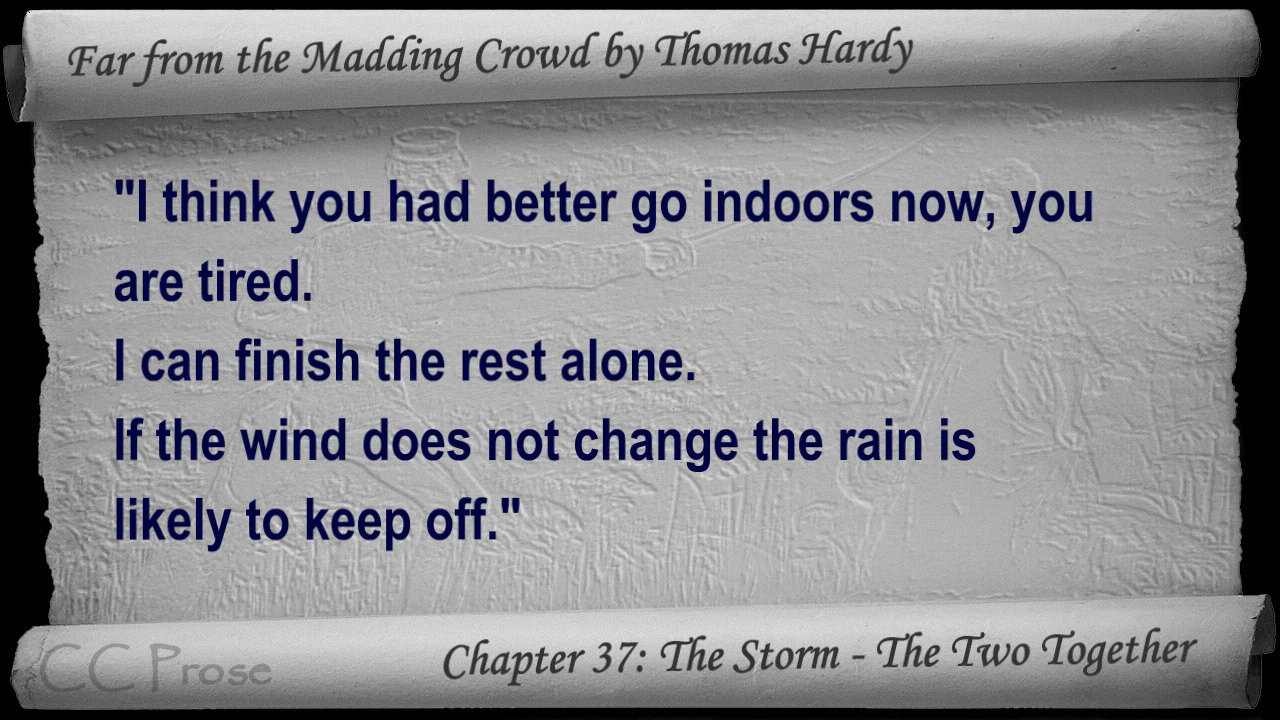 Far from the Madding Crowd by Thomas Hardy
"I think you had better go indoors now, you
are tired.
I can finish the rest alone.
If the wind does not change the rain is
likely to keep off."
CC Prose
Chapter 37: The Storm - The Two Together